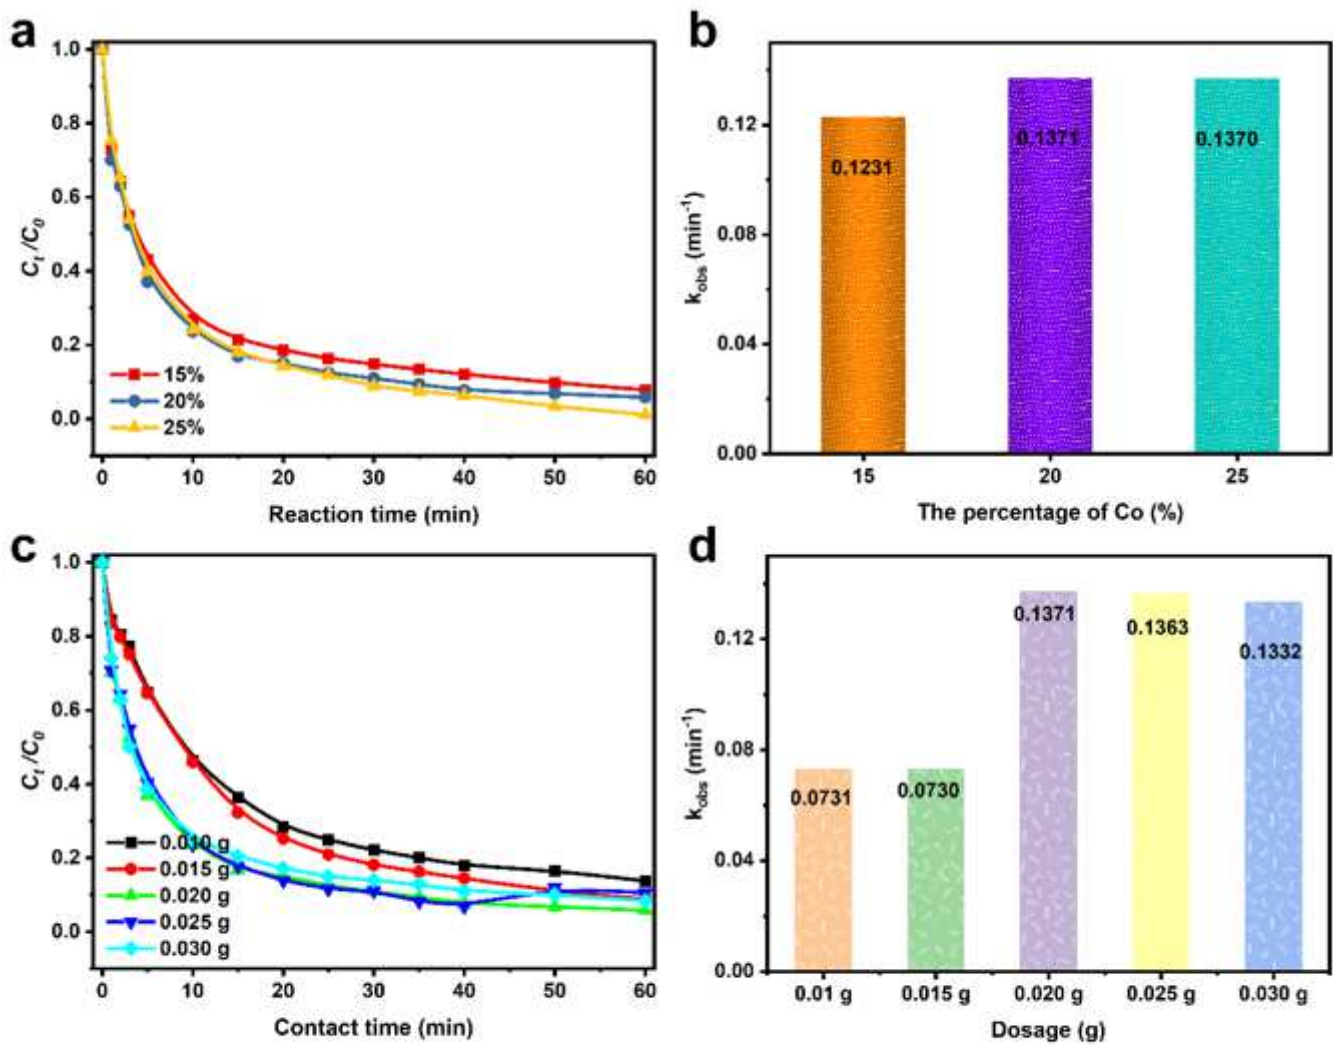 a
1.0
0.8
0.6
0.4
0.2
0.0
Ct/C0
15%
20%
25%
0 10 20 30 40 50 60
Reaction time (min)
b
0.12
0.08
0.04
0.00
kobs (min-1)
0.1231
0.1371
0.1370
15 20 25
The percentage of Co (%)
c
1.0
0.8
0.6
0.4
0.2
0.0
Ct/C0
0.010 g
0.015 g
0.020 g
0.025 g
0.030 g
0 10 20 30 40 50 60
Contact time (min)
d
0.12
0.08
0.04
0.00
kobs (min-1)
0.0731
0.0730
0.1371
0.1363
0.1332
0.01 g 0.015 g 0.020 g 0.025 g 0.030 g
Dosage (g)